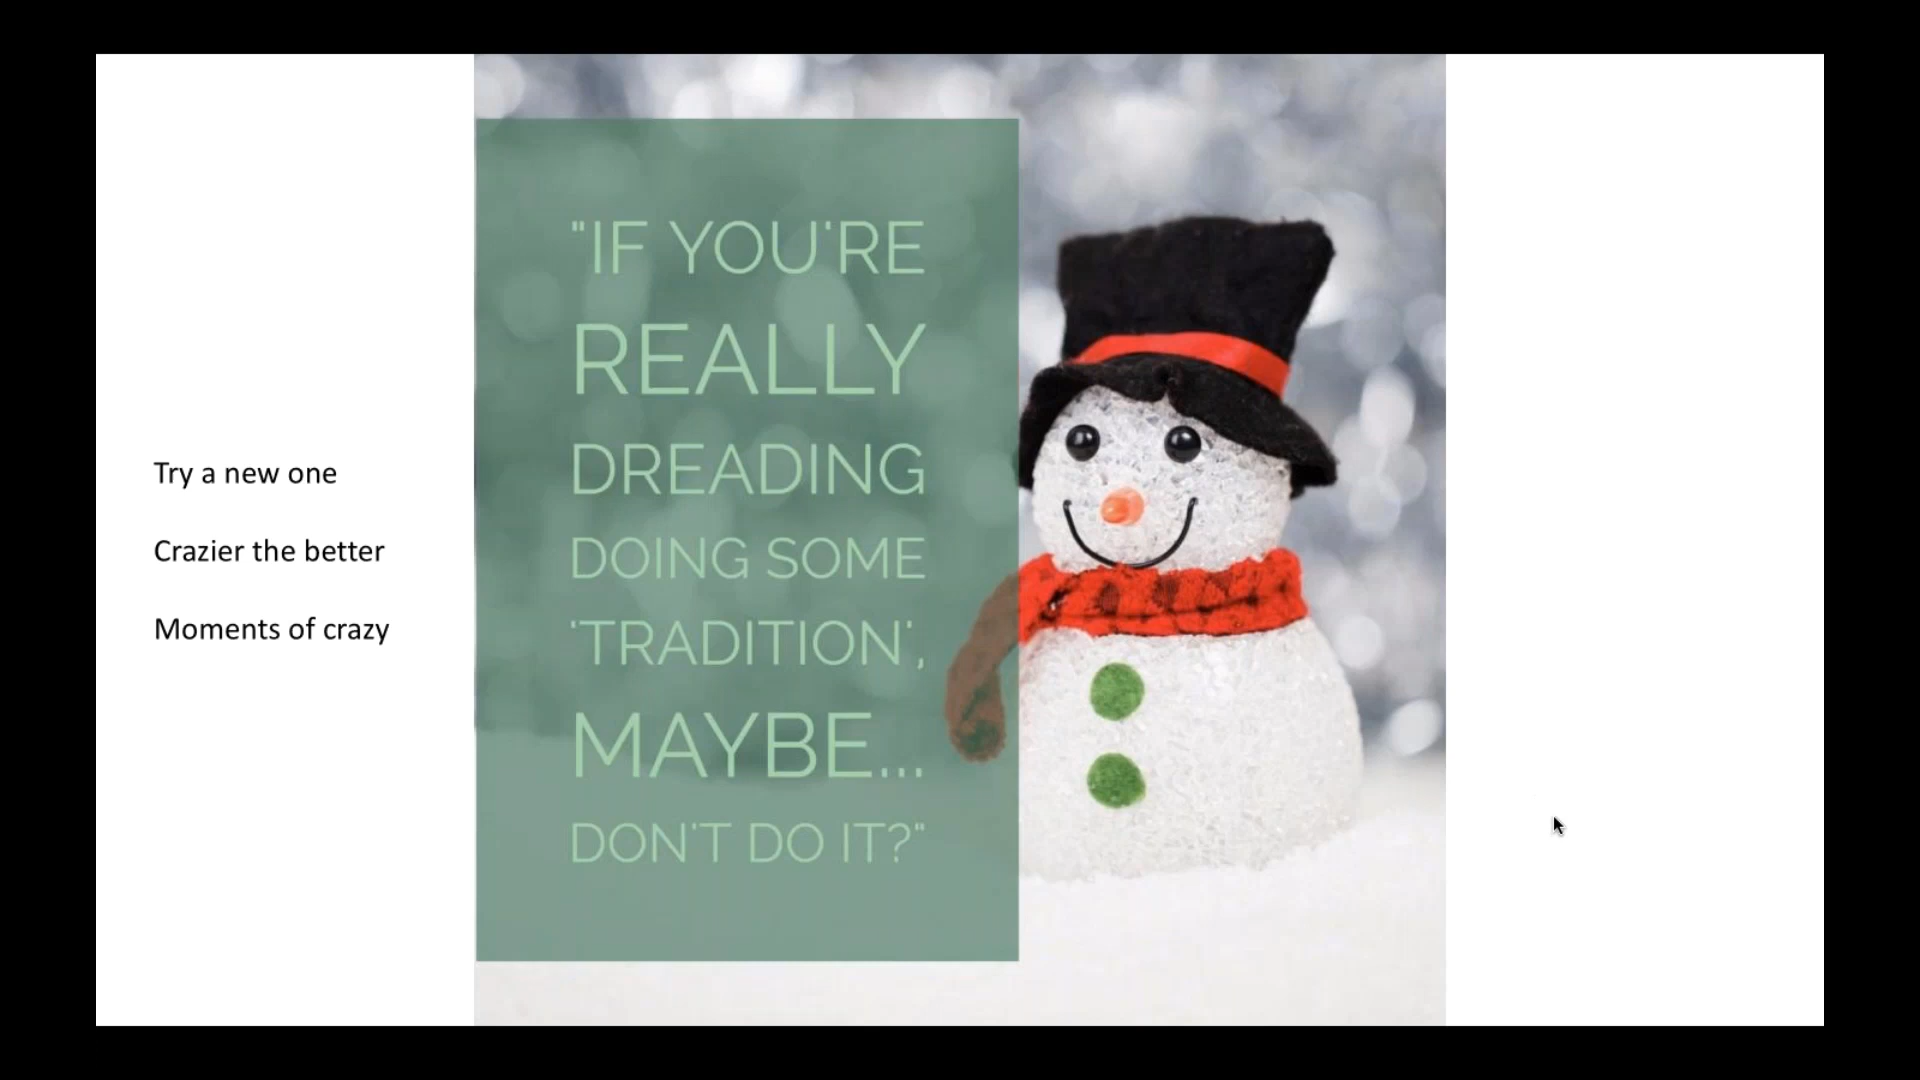 Try a new one
Crazier the better
Moments of crazy
"IF YOU'RE
REALLY
DREADING
DOING SOME
'TRADITION',
MAYBE...
DON'T DO IT?"